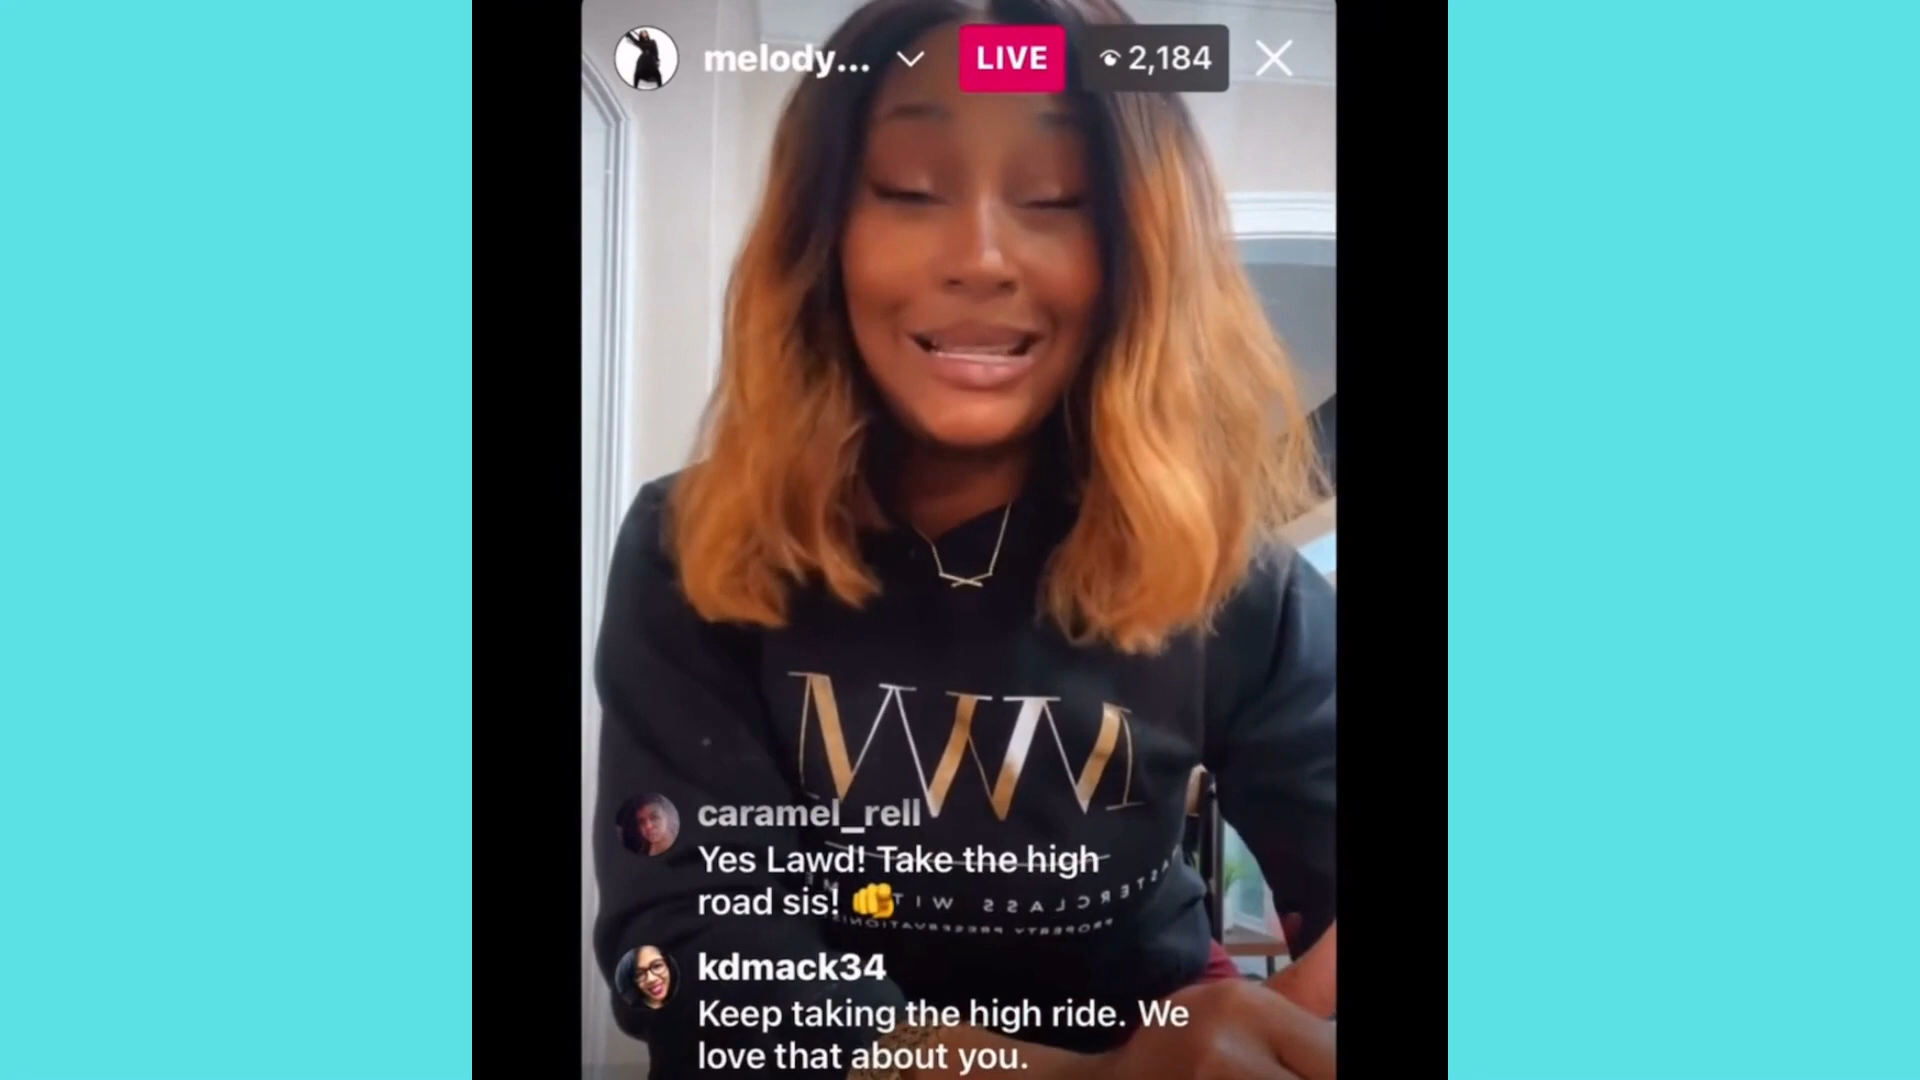 melody...
LIVE
2,184
caramel_rell
Yes Lawd! Take the high
road sis!
kdmack34
Keep taking the high ride. We
love that about you.